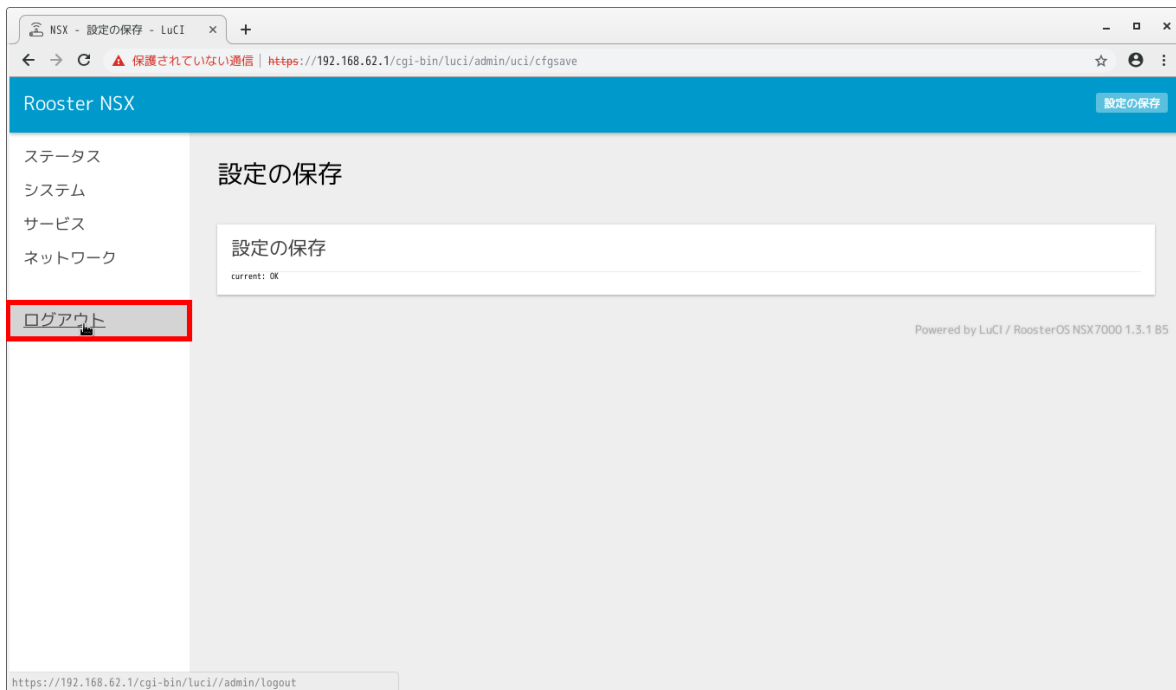 NSX - 設定の保存 - LuCI
保護されていない通信 | https://192.168.62.1/cgi-bin/luci/admin/uci/cfgsave
Rooster NSX
設定の保存
ステータス
システム
サービス
ネットワーク
ログアウト
設定の保存
設定の保存
current: OK
Powered by LuCI / RoosterOS NSX7000 1.3.1 B5
https://192.168.62.1/cgi-bin/luci//admin/logout